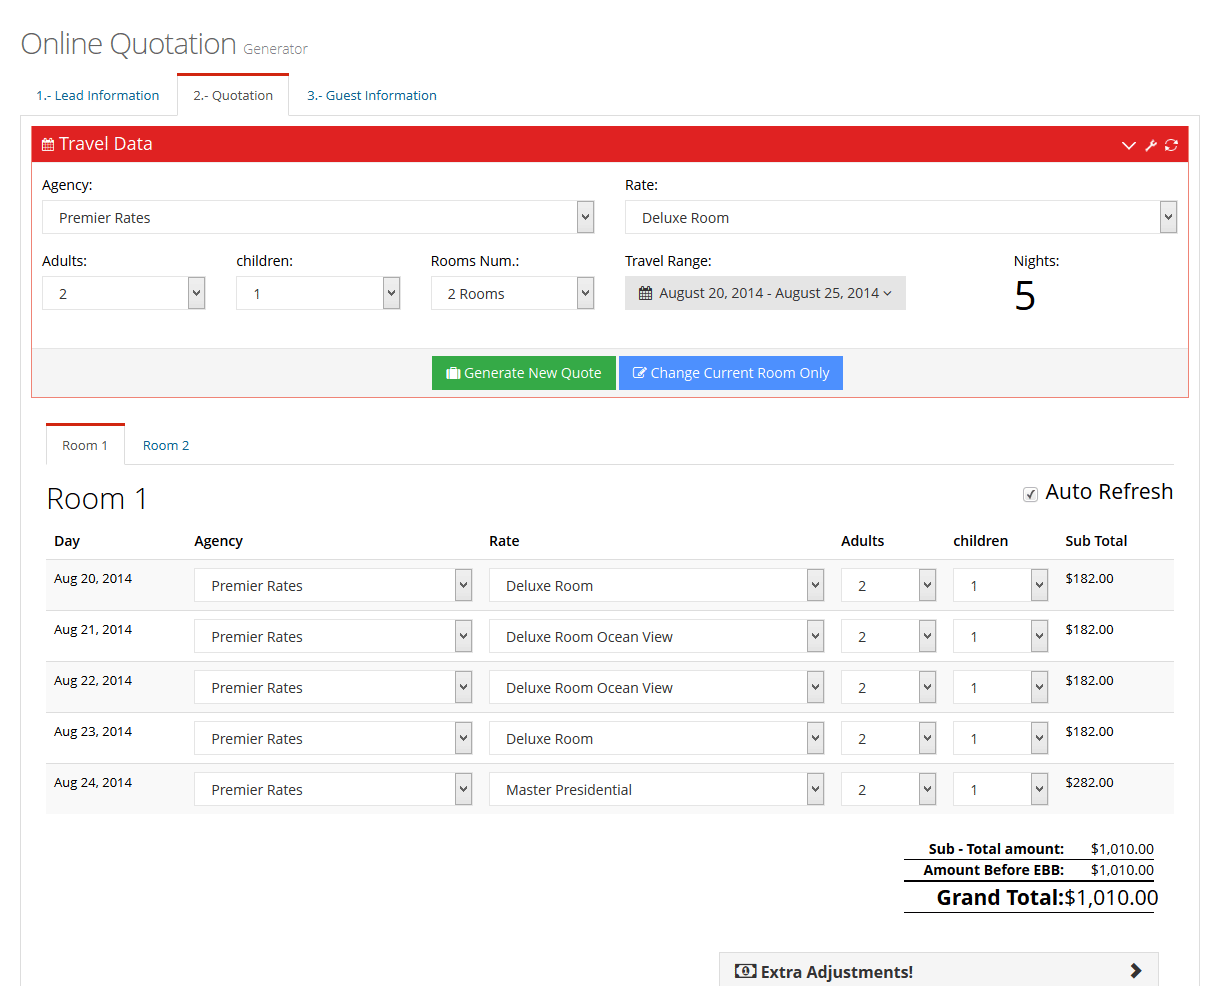 Online Quotation Generator
1.- Lead Information 2.- Quotation 3.- Guest Information
Travel Data
Agency: Rate:
Premier Rates Deluxe Room
Adults: children: Rooms Num.: Travel Range: Nights:
2 1 2 Rooms August 20, 2014 - August 25, 2014 5
Generate New Quote Change Current Room Only
Room 1 Room 2
Room 1 Auto Refresh
Day Agency Rate Adults children Sub Total
Aug 20, 2014 Premier Rates Deluxe Room 2 1 $182.00
Aug 21, 2014 Premier Rates Deluxe Room Ocean View 2 1 $182.00
Aug 22, 2014 Premier Rates Deluxe Room Ocean View 2 1 $182.00
Aug 23, 2014 Premier Rates Deluxe Room 2 1 $182.00
Aug 24, 2014 Premier Rates Master Presidential 2 1 $282.00
Sub - Total amount: $1,010.00
Amount Before EBB: $1,010.00
Grand Total:$1,010.00
Extra Adjustments!